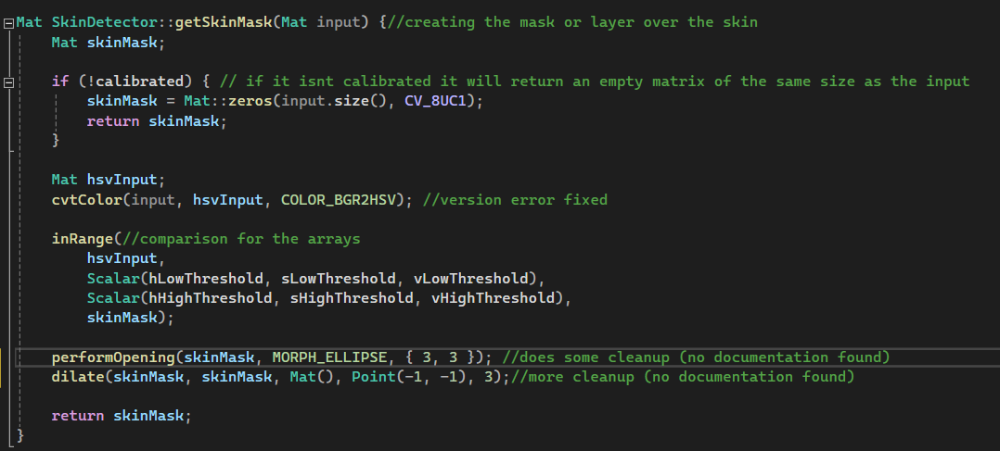 Mat SkinDetector::getSkinMask(Mat input) {//creating the mask or layer over the skin
Mat skinMask;
if (!calibrated) { // if it isnt calibrated it will return an empty matrix of the same size as the input
skinMask = Mat::zeros(input.size(), CV_8UC1);
return skinMask;
}
Mat hsvInput;
cvtColor(input, hsvInput, COLOR_BGR2HSV); //version error fixed
inRange(//comparison for the arrays
hsvInput,
Scalar(hLowThreshold, sLowThreshold, vLowThreshold),
Scalar(hHighThreshold, sHighThreshold, vHighThreshold),
skinMask);
performOpening(skinMask, MORPH_ELLIPSE, { 3, 3 }); //does some cleanup (no documentation found)
dilate(skinMask, skinMask, Mat(), Point(-1, -1), 3);//more cleanup (no documentation found)
return skinMask;
}